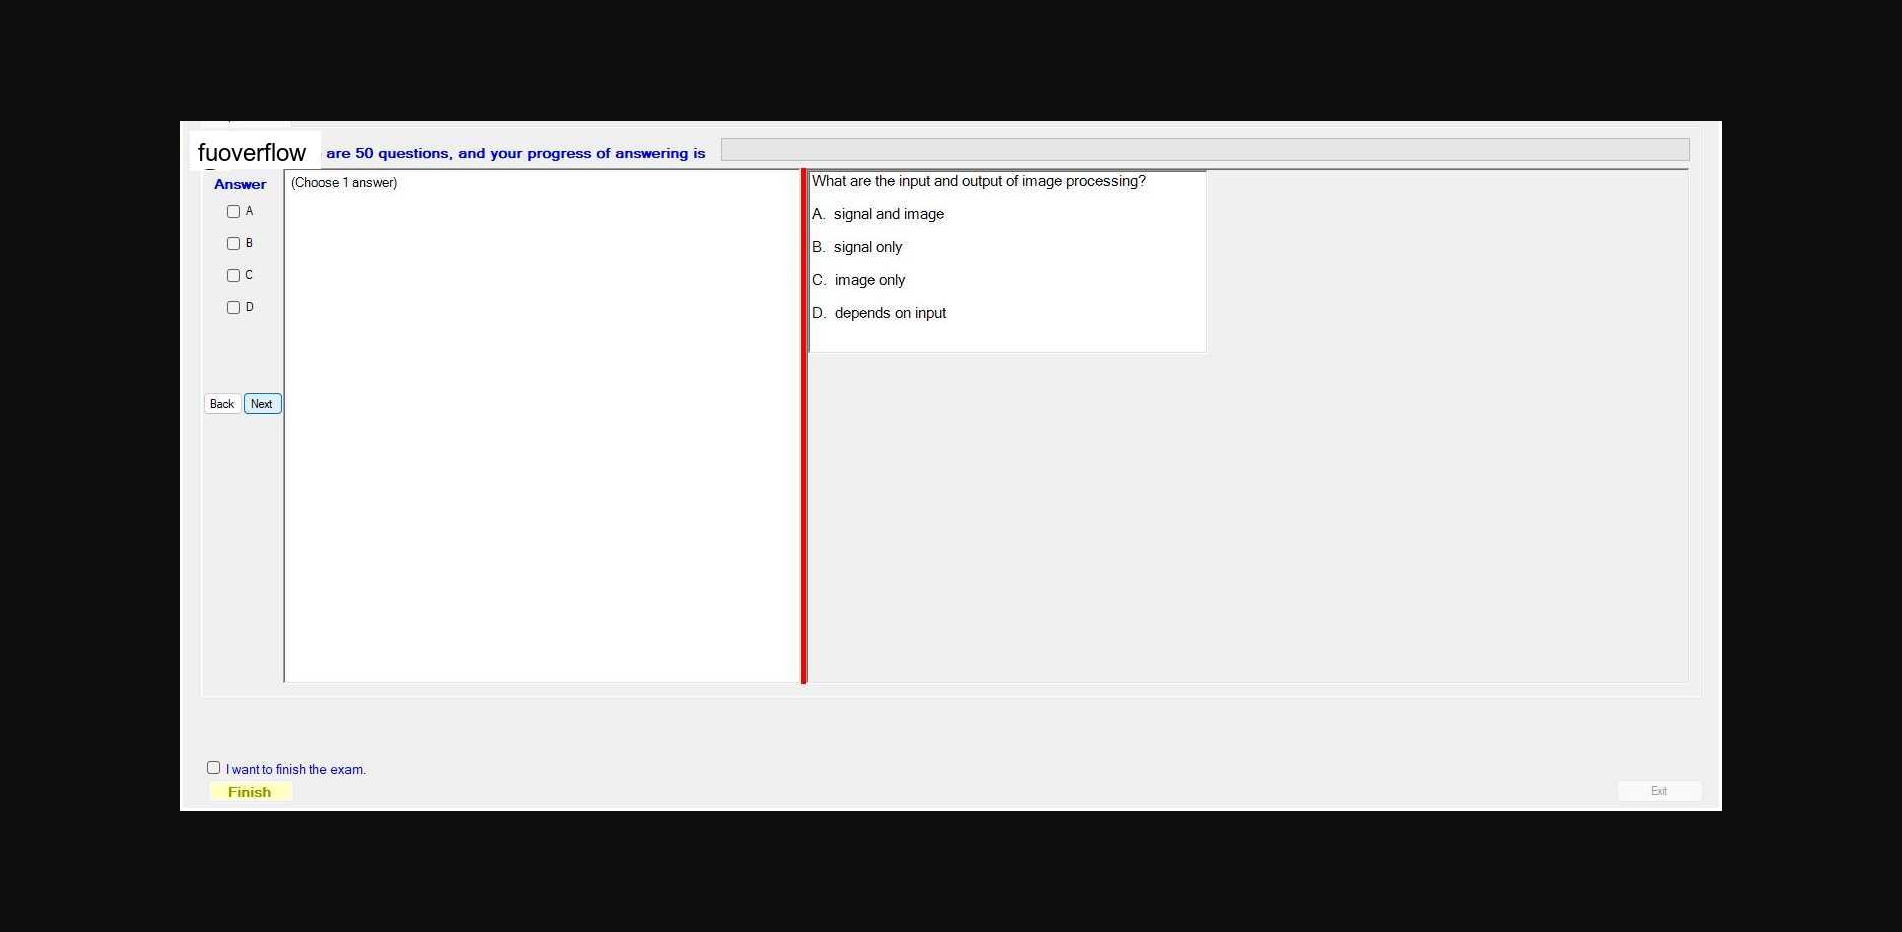 fuoverflow are 50 questions, and your progress of answering is
Answer
(Choose 1 answer)
A
B
C
D
Back Next
What are the input and output of image processing?
A. signal and image
B. signal only
C. image only
D. depends on input
I want to finish the exam.
Finish
Exit